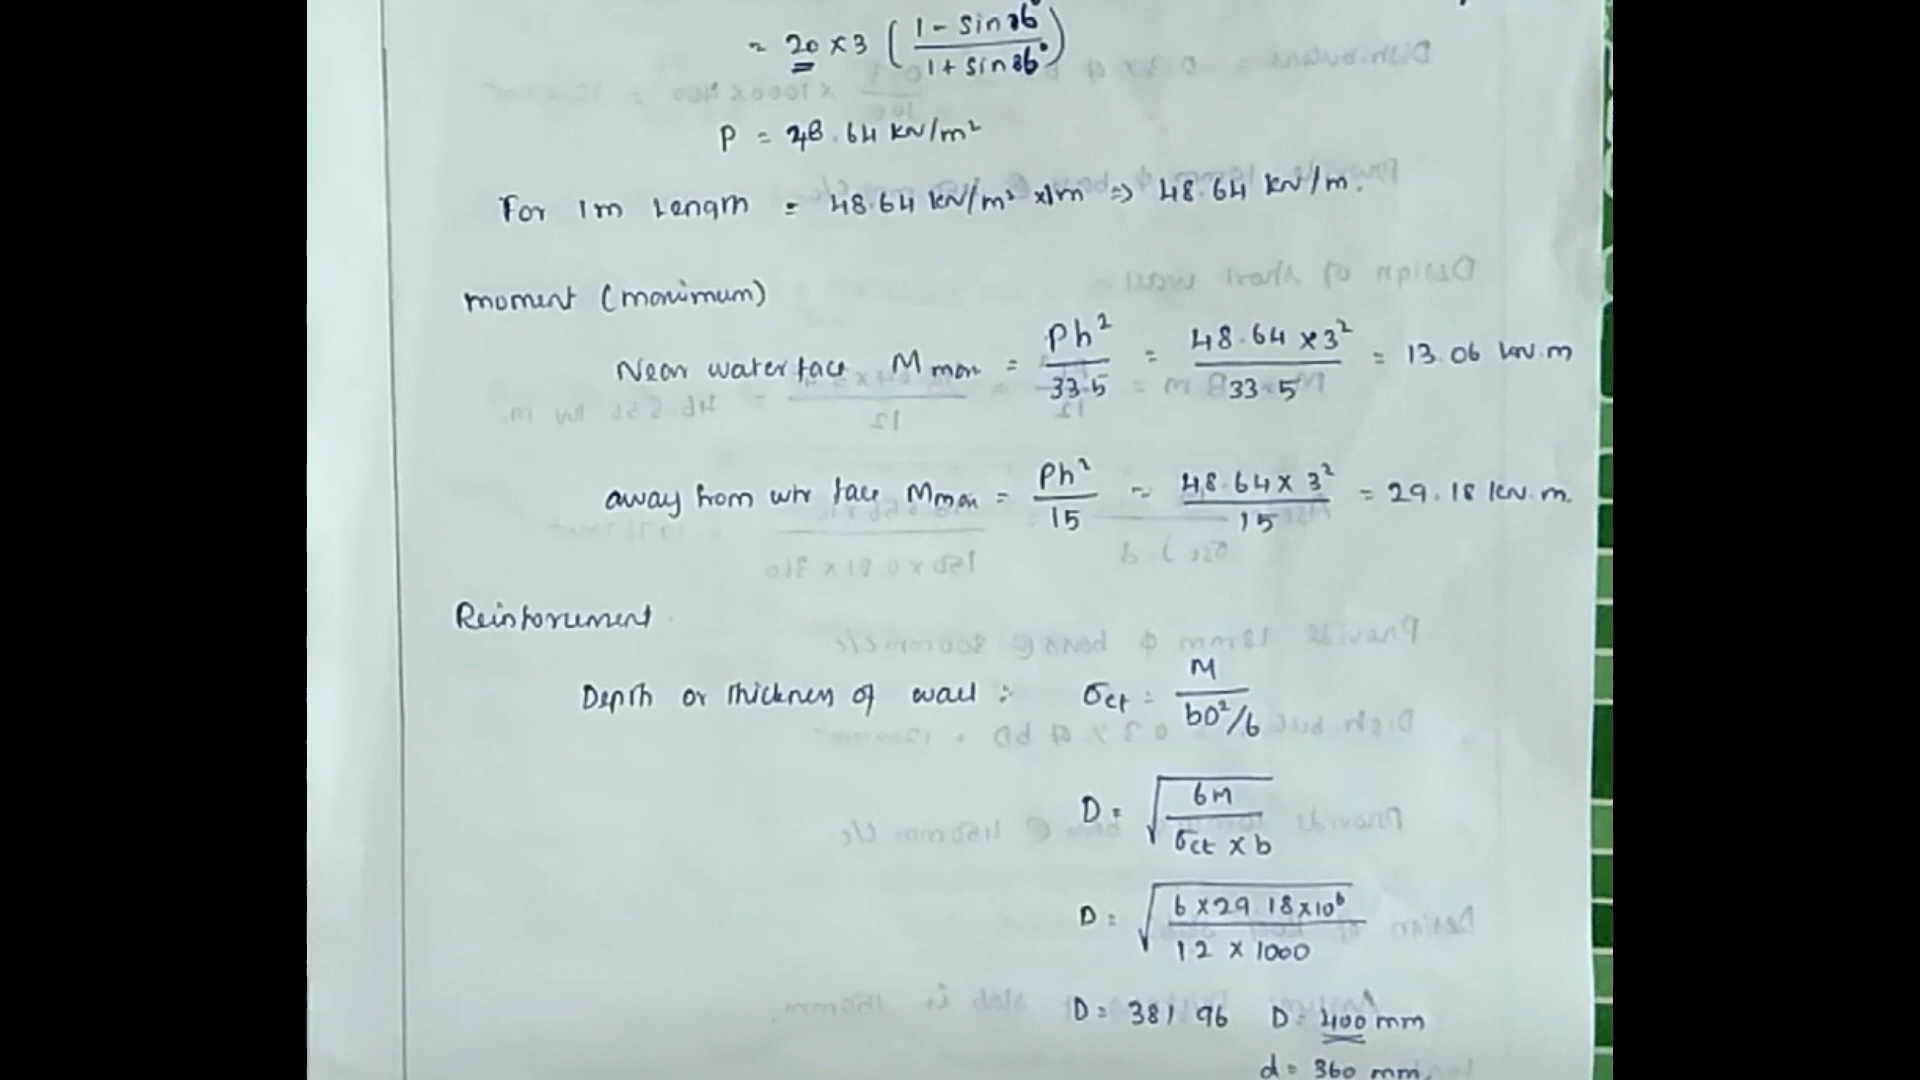 = 20 x 3 ( 1 - sin 36° / 1 + sin 36° )
P = 48.64 kN/m²
For 1m Length = 48.64 kN/m² x 1m => 48.64 kN/m.
moment (maximum)
Near water face M max = Ph² / 33.5 = 48.64 x 3² / 33.5 = 13.06 kN.m
away from wtr face Mmax = Ph² / 15 = 48.64 x 3² / 15 = 29.18 kN.m
Reinforcement
Depth or thickness of wall : σct = M / bD²/6
D = √ 6M / σct x b
D = √ 6 x 29.18 x 10⁶ / 1.2 x 1000
D = 381.96 D = 400 mm
d = 360 mm.